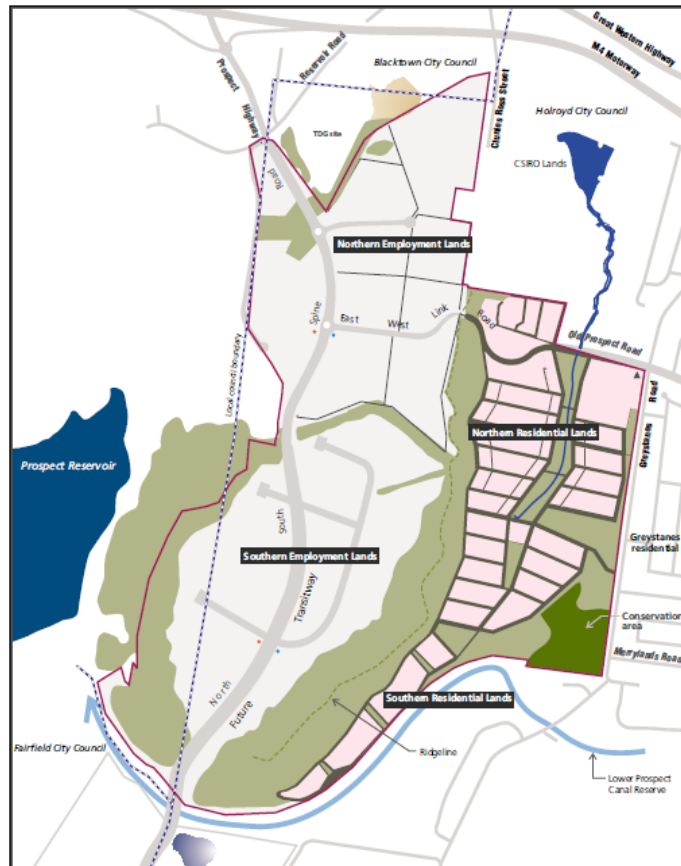 Great Western Highway
M4 Motorway
Blacktown City Council
Reservoir Road
Prospect
Highway
Charles Ross Street
Holroyd City Council
TDG site
CSIRO Lands
Road
Northern Employment Lands
Spine
East
West
Link
Road
Old Prospect Road
Local council boundary
Road
Greystanes
Northern Residential Lands
Prospect Reservoir
South
Southern Employment Lands
Greystanes
residential
Transitway
Conservation
area
Merrylands Road
North
Future
Southern Residential Lands
Fairfield City Council
Ridgeline
Lower Prospect
Canal Reserve